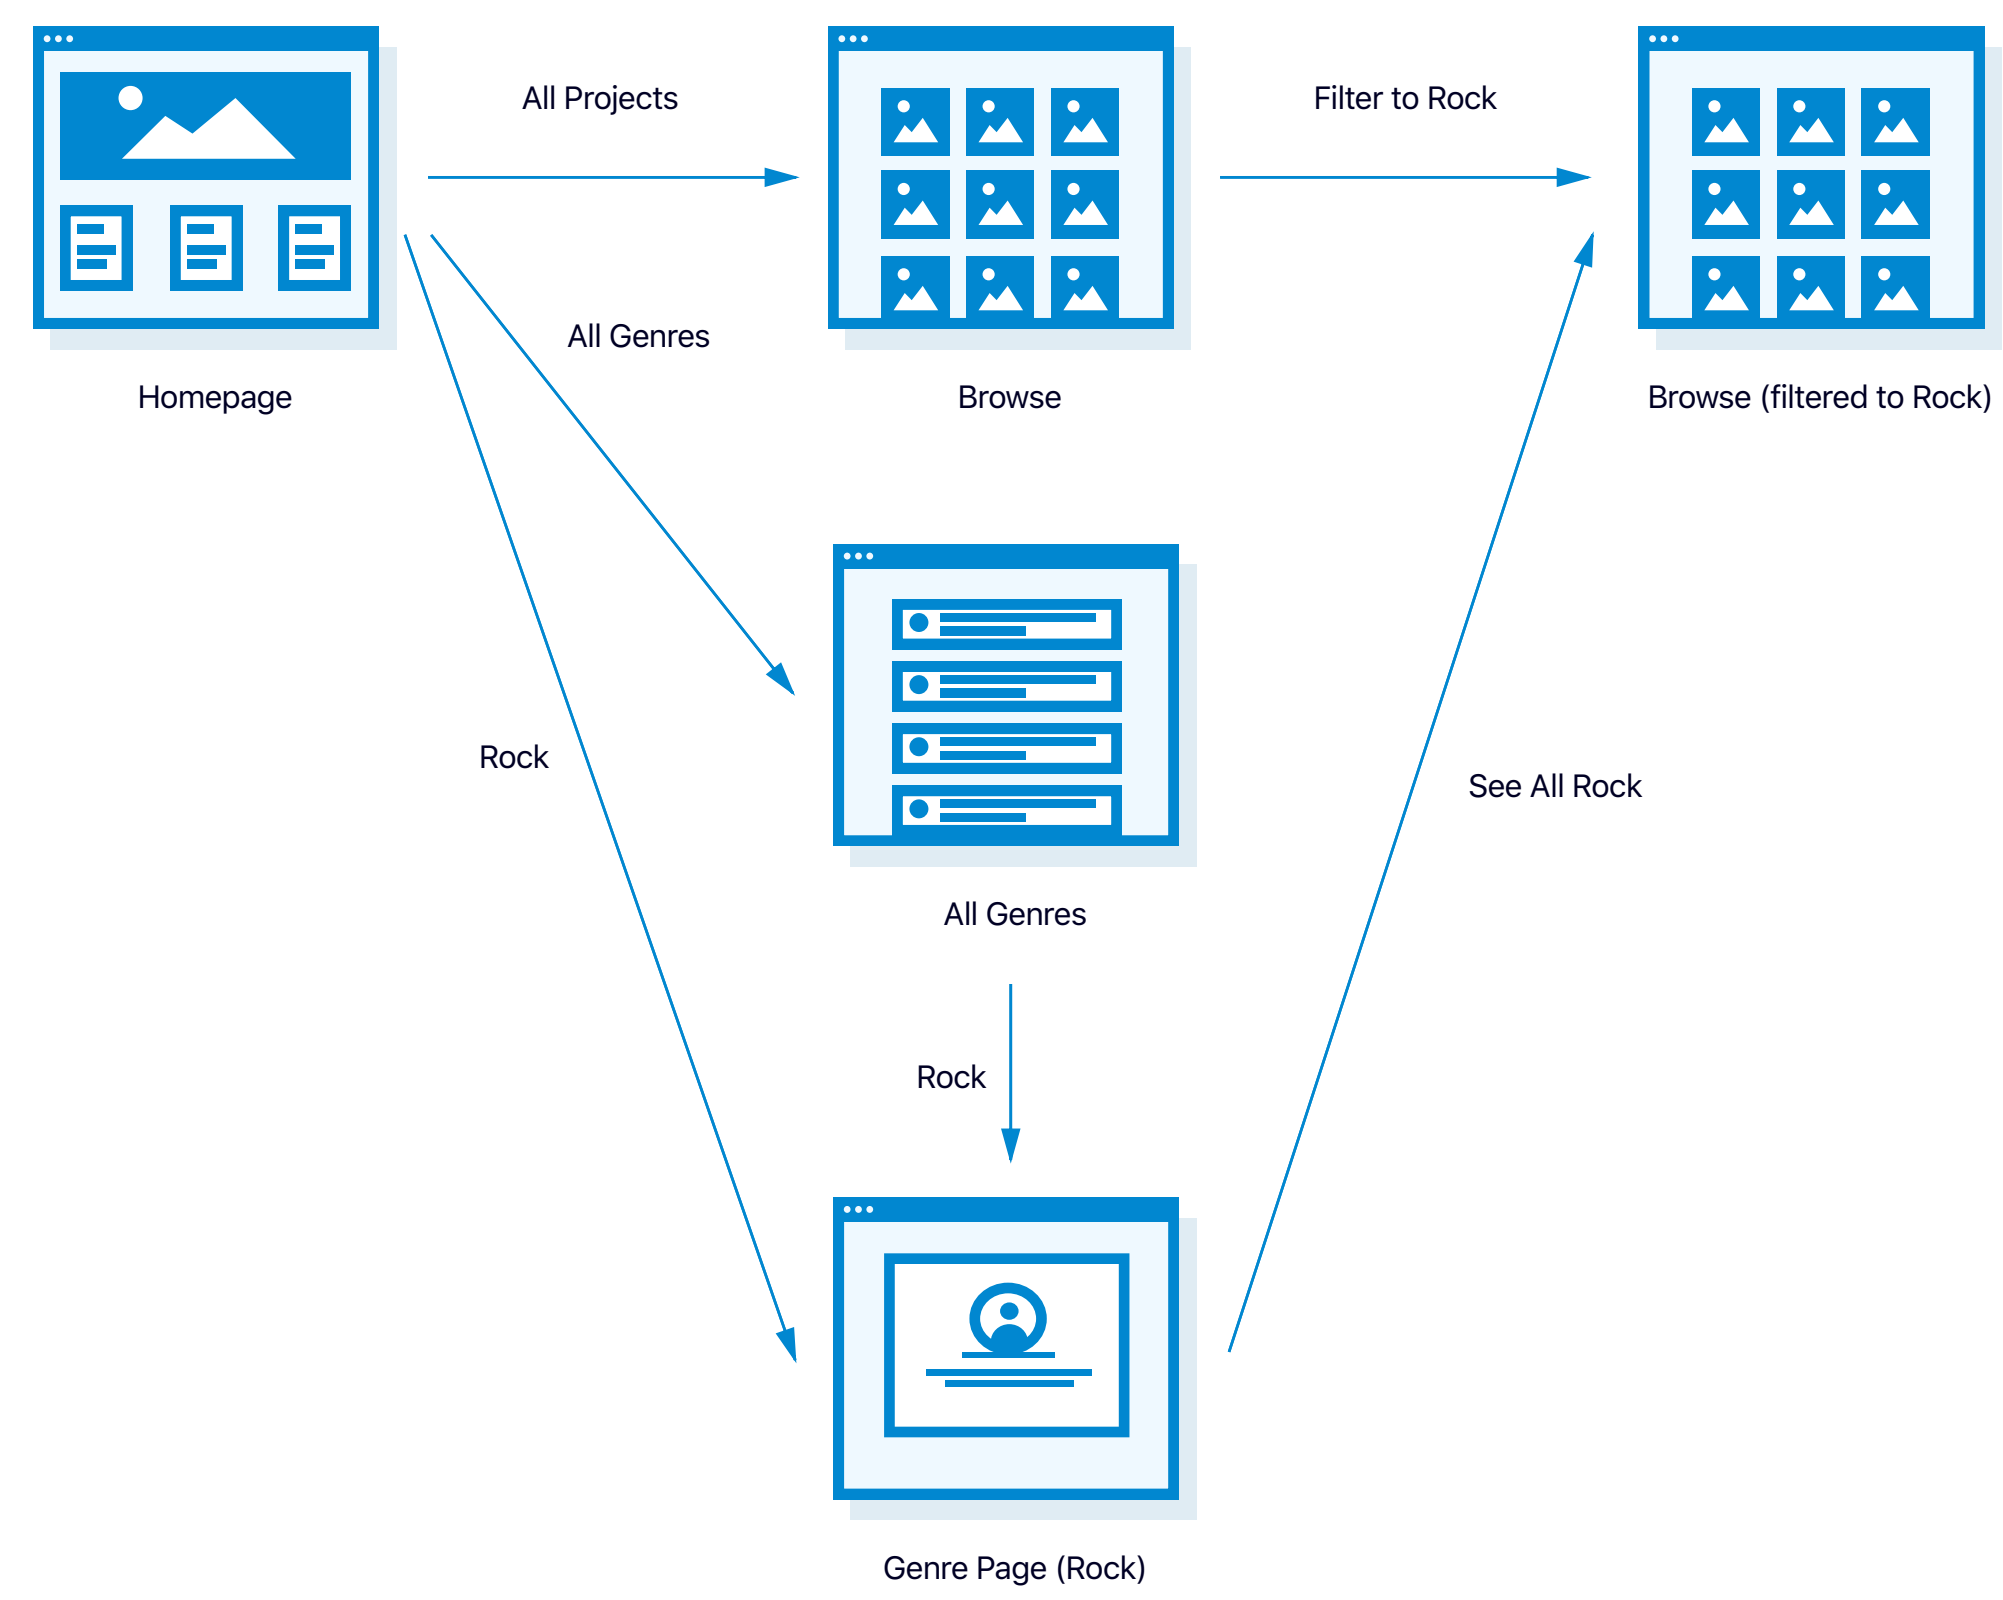 All Projects
Filter to Rock
All Genres
Homepage
Browse
Browse (filtered to Rock)
Rock
See All Rock
All Genres
Rock
Genre Page (Rock)